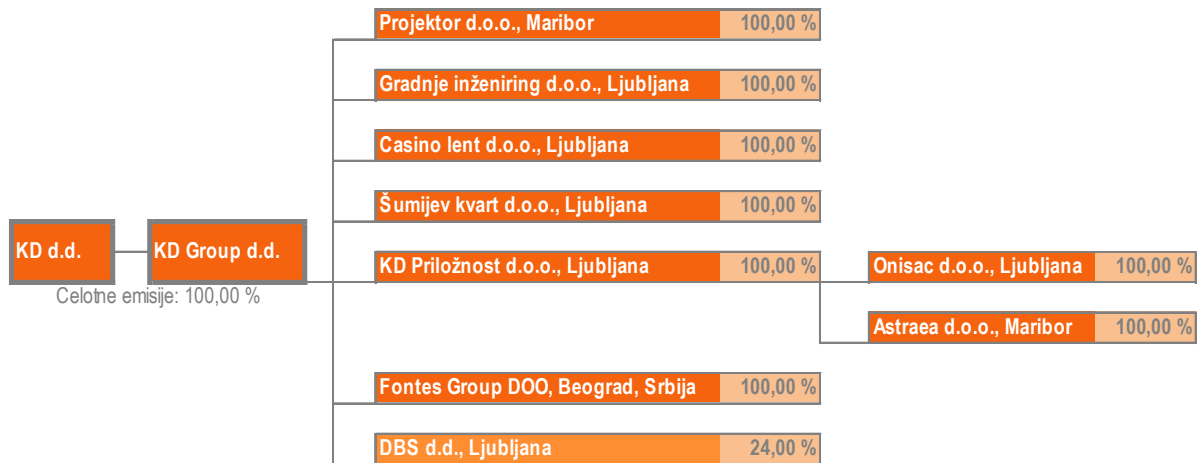 Projektor d.o.o., Maribor 100,00 %
Gradnje inženiring d.o.o., Ljubljana 100,00 %
Casino lent d.o.o., Ljubljana 100,00 %
Šumijev kvart d.o.o., Ljubljana 100,00 %
KD d.d. KD Group d.d.
Celotne emisije: 100,00 %
KD Priložnost d.o.o., Ljubljana 100,00 % Onisac d.o.o., Ljubljana 100,00 %
Astraea d.o.o., Maribor 100,00 %
Fontes Group DOO, Beograd, Srbija 100,00 %
DBS d.d., Ljubljana 24,00 %